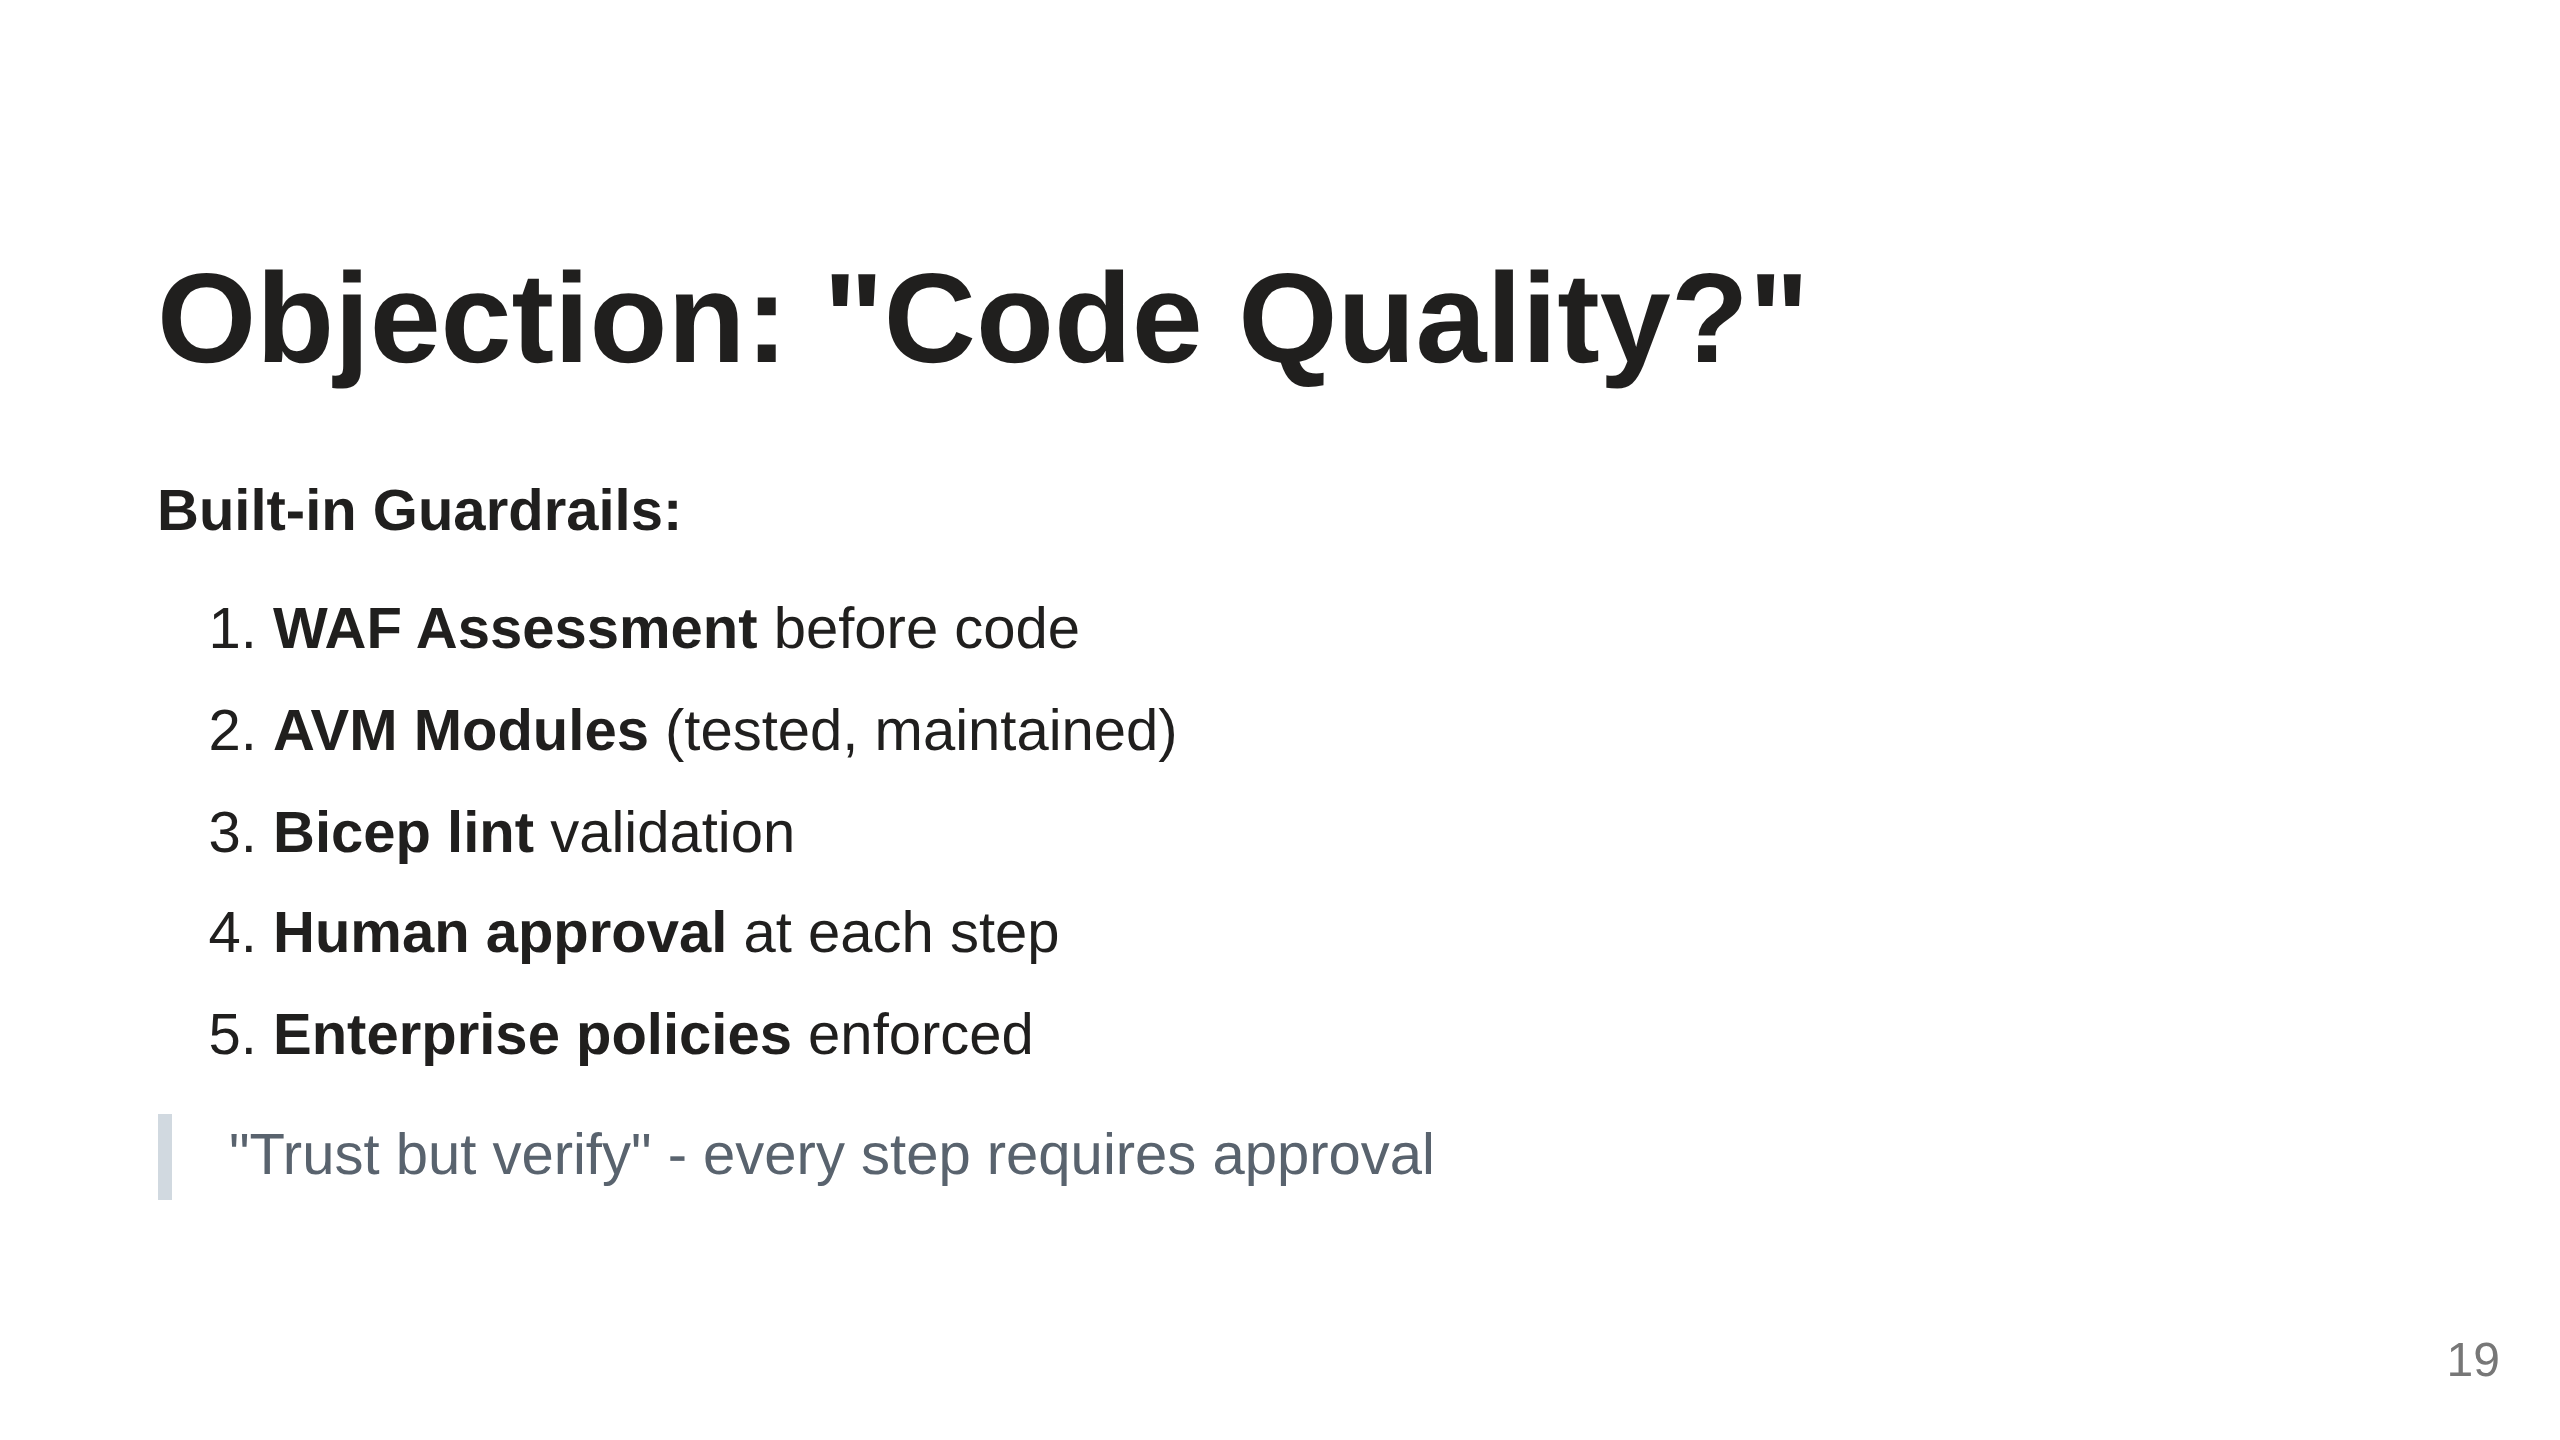 Objection: "Code Quality?"
Built-in Guardrails:
1. WAF Assessment before code
2. AVM Modules (tested, maintained)
3. Bicep lint validation
4. Human approval at each step
5. Enterprise policies enforced
"Trust but verify" - every step requires approval
19